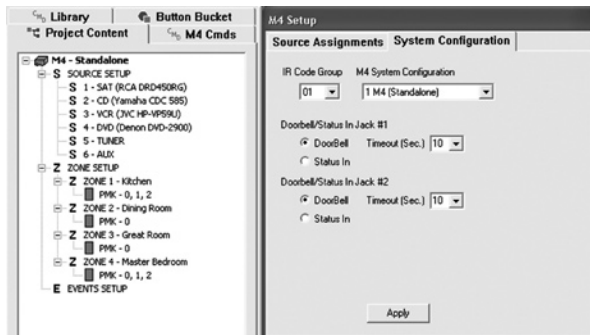 Library
Button Bucket
Project Content
M4 Cmds
M4 - Standalone
S SOURCE SETUP
S 1 - SAT (RCA DRD450RG)
S 2 - CD (Yamaha CDC 585)
S 3 - VCR (JVC HP-VP59U)
S 4 - DVD (Denon DVD-2900)
S 5 - TUNER
S 6 - AUX
Z ZONE SETUP
Z ZONE 1 - Kitchen
PMK - 0, 1, 2
Z ZONE 2 - Dining Room
PMK - 0
Z ZONE 3 - Great Room
PMK - 0
Z ZONE 4 - Master Bedroom
PMK - 0, 1, 2
E EVENTS SETUP
M4 Setup
Source Assignments System Configuration
IR Code Group M4 System Configuration
01 1 M4 (Standalone)
Doorbell/Status In Jack #1
DoorBell Timeout (Sec.) 10
Status In
Doorbell/Status In Jack #2
DoorBell Timeout (Sec.) 10
Status In
Apply